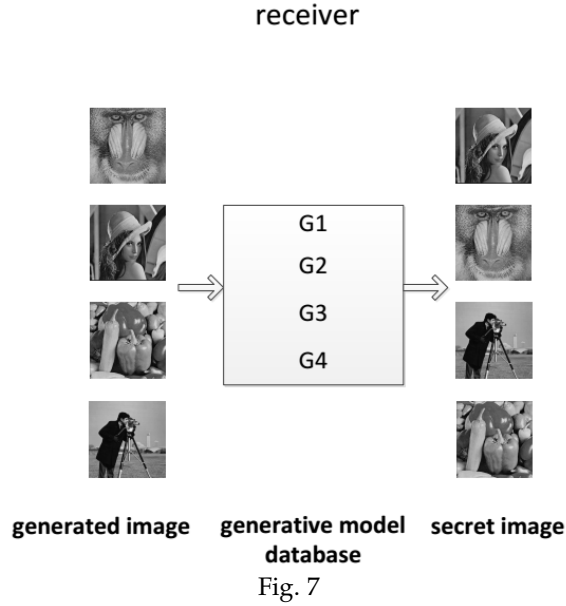 receiver
G1
G2
G3
G4
generated image
generative model
database
secret image
Fig. 7